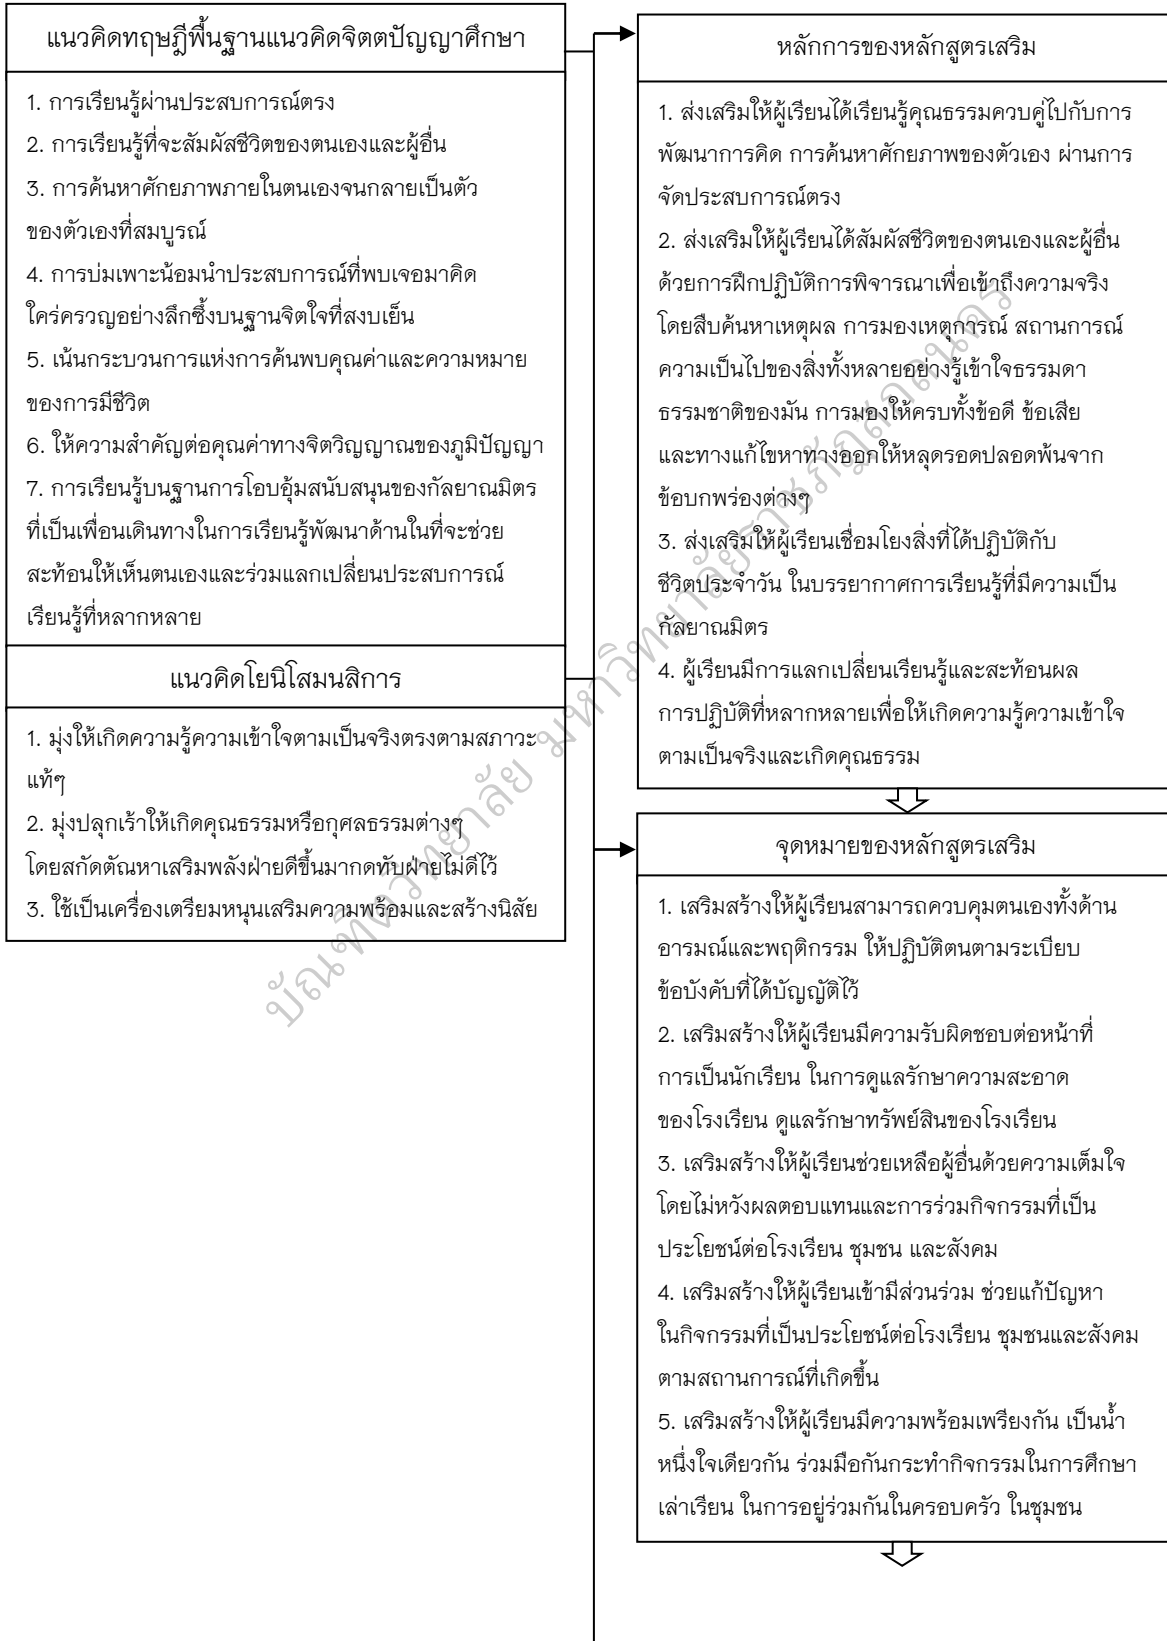 แนวคิดทฤษฎีพื้นฐานแนวคิดจิตตปัญญาศึกษา
1. การเรียนรู้ผ่านประสบการณ์ตรง
2. การเรียนรู้ที่จะสัมผัสชีวิตของตนเองและผู้อื่น
3. การค้นหาศักยภาพภายในตนเองจนกลายเป็นตัว
ของตัวเองที่สมบูรณ์
4. การบ่มเพาะน้อมนำประสบการณ์ที่พบเจอมาคิด
ใคร่ครวญอย่างลึกซึ้งบนฐานจิตใจที่สงบเย็น
5. เน้นกระบวนการแห่งการค้นพบคุณค่าและความหมาย
ของการมีชีวิต
6. ให้ความสำคัญต่อคุณค่าทางจิตวิญญาณของภูมิปัญญา
7. การเรียนรู้บนฐานการโอบอุ้มสนับสนุนของกัลยาณมิตร
ที่เป็นเพื่อนเดินทางในการเรียนรู้พัฒนาด้านในที่จะช่วย
สะท้อนให้เห็นตนเองและร่วมแลกเปลี่ยนประสบการณ์
เรียนรู้ที่หลากหลาย
แนวคิดโยนิโสมนสิการ
1. มุ่งให้เกิดความรู้ความเข้าใจตามเป็นจริงตรงตามสภาวะ
แท้ๆ
2. มุ่งปลุกเร้าให้เกิดคุณธรรมหรือกุศลธรรมต่างๆ
โดยสกัดตัณหาเสริมพลังฝ่ายดีขึ้นมากดทับฝ่ายไม่ดีไว้
3. ใช้เป็นเครื่องเตรียมหนุนเสริมความพร้อมและสร้างนิสัย
หลักการของหลักสูตรเสริม
1. ส่งเสริมให้ผู้เรียนได้เรียนรู้คุณธรรมควบคู่ไปกับการ
พัฒนาการคิด การค้นหาศักยภาพของตัวเอง ผ่านการ
จัดประสบการณ์ตรง
2. ส่งเสริมให้ผู้เรียนได้สัมผัสชีวิตของตนเองและผู้อื่น
ด้วยการฝึกปฏิบัติการพิจารณาเพื่อเข้าถึงความจริง
โดยสืบค้นหาเหตุผล การมองเหตุการณ์ สถานการณ์
ความเป็นไปของสิ่งทั้งหลายอย่างรู้เข้าใจธรรมดา
ธรรมชาติของมัน การมองให้ครบทั้งข้อดี ข้อเสีย
และทางแก้ไขหาทางออกให้หลุดรอดปลอดพ้นจาก
ข้อบกพร่องต่างๆ
3. ส่งเสริมให้ผู้เรียนเชื่อมโยงสิ่งที่ได้ปฏิบัติกับ
ชีวิตประจำวัน ในบรรยากาศการเรียนรู้ที่มีความเป็น
กัลยาณมิตร
4. ผู้เรียนมีการแลกเปลี่ยนเรียนรู้และสะท้อนผล
การปฏิบัติที่หลากหลายเพื่อให้เกิดความรู้ความเข้าใจ
ตามเป็นจริงและเกิดคุณธรรม
จุดหมายของหลักสูตรเสริม
1. เสริมสร้างให้ผู้เรียนสามารถควบคุมตนเองทั้งด้าน
อารมณ์และพฤติกรรม ให้ปฏิบัติตนตามระเบียบ
ข้อบังคับที่ได้บัญญัติไว้
2. เสริมสร้างให้ผู้เรียนมีความรับผิดชอบต่อหน้าที่
การเป็นนักเรียน ในการดูแลรักษาความสะอาด
ของโรงเรียน ดูแลรักษาทรัพย์สินของโรงเรียน
3. เสริมสร้างให้ผู้เรียนช่วยเหลือผู้อื่นด้วยความเต็มใจ
โดยไม่หวังผลตอบแทนและการร่วมกิจกรรมที่เป็น
ประโยชน์ต่อโรงเรียน ชุมชน และสังคม
4. เสริมสร้างให้ผู้เรียนเข้ามีส่วนร่วม ช่วยแก้ปัญหา
ในกิจกรรมที่เป็นประโยชน์ต่อโรงเรียน ชุมชนและสังคม
ตามสถานการณ์ที่เกิดขึ้น
5. เสริมสร้างให้ผู้เรียนมีความพร้อมเพรียงกัน เป็นน้ำ
หนึ่งใจเดียวกัน ร่วมมือกันกระทำกิจกรรมในการศึกษา
เล่าเรียน ในการอยู่ร่วมกันในครอบครัว ในชุมชน
บัณฑิตวิทยาลัย มหาวิทยาลัยราชภัฏสกลนคร